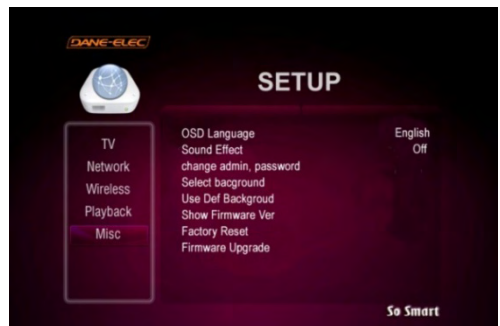 DANE-ELEC
SETUP
TV
Network
Wireless
Playback
Misc
OSD Language English
Sound Effect Off
change admin, password
Select bacground
Use Def Backgroud
Show Firmware Ver
Factory Reset
Firmware Upgrade
So Smart